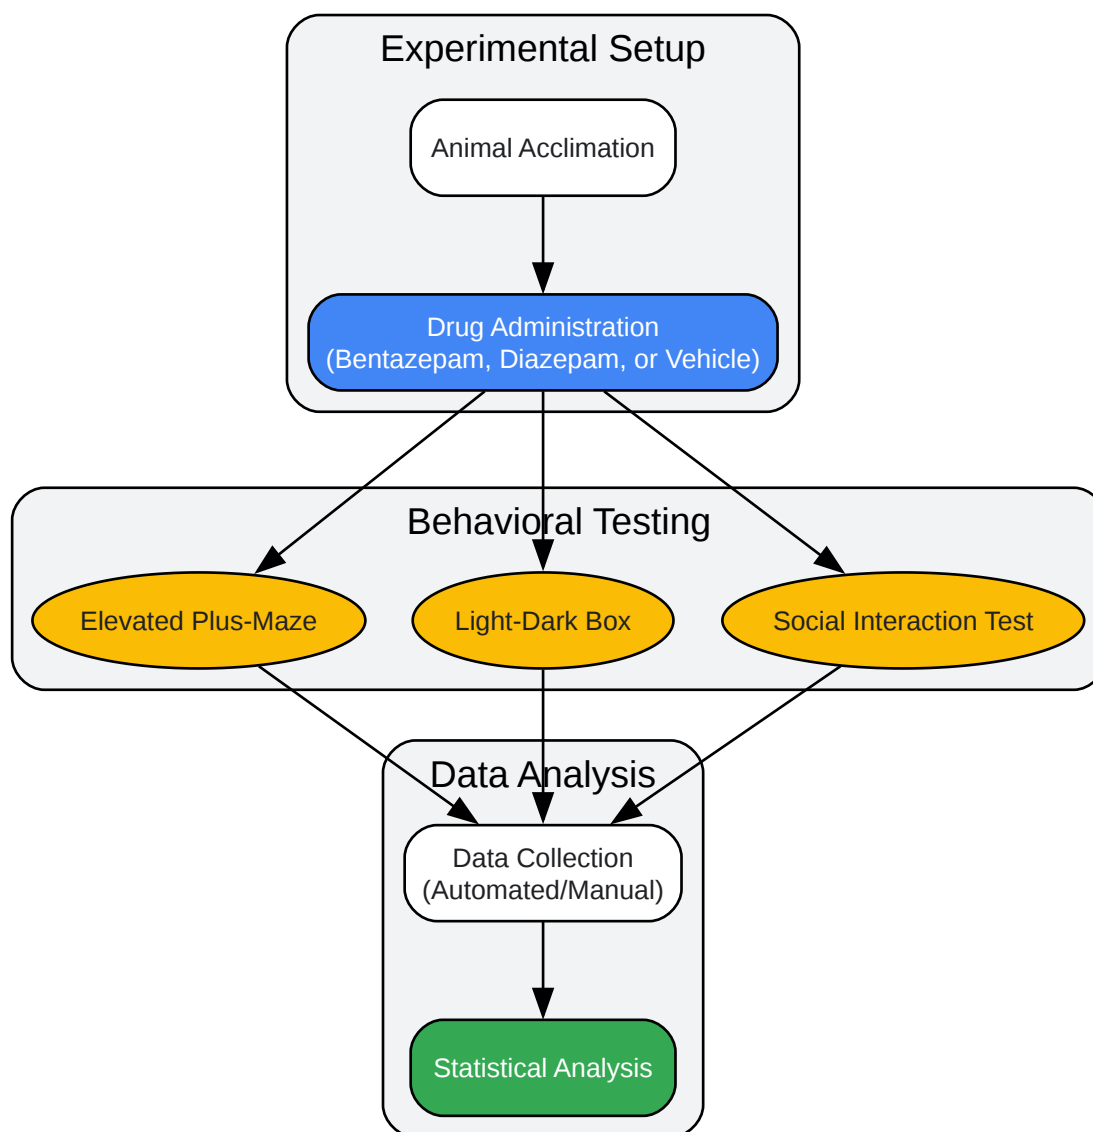 Experimental Setup
Animal Acclimation
Drug Administration
(Bentazepam, Diazepam, or Vehicle)
Behavioral Testing
Elevated Plus-Maze
Light-Dark Box
Social Interaction Test
Data Analysis
Data Collection
(Automated/Manual)
Statistical Analysis